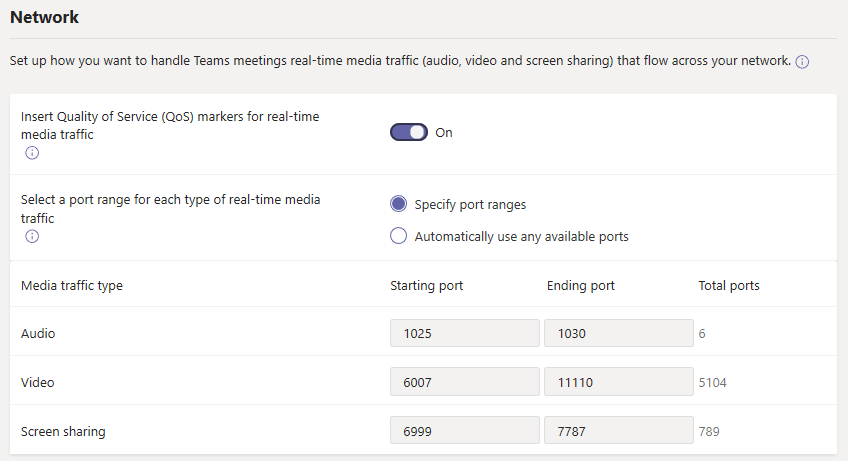 Network
Set up how you want to handle Teams meetings real-time media traffic (audio, video and screen sharing) that flow across your network.
Insert Quality of Service (QoS) markers for real-time
media traffic
On
Select a port range for each type of real-time media
traffic
Specify port ranges
Automatically use any available ports
Media traffic type Starting port Ending port Total ports
Audio 1025 1030 6
Video 6007 11110 5104
Screen sharing 6999 7787 789